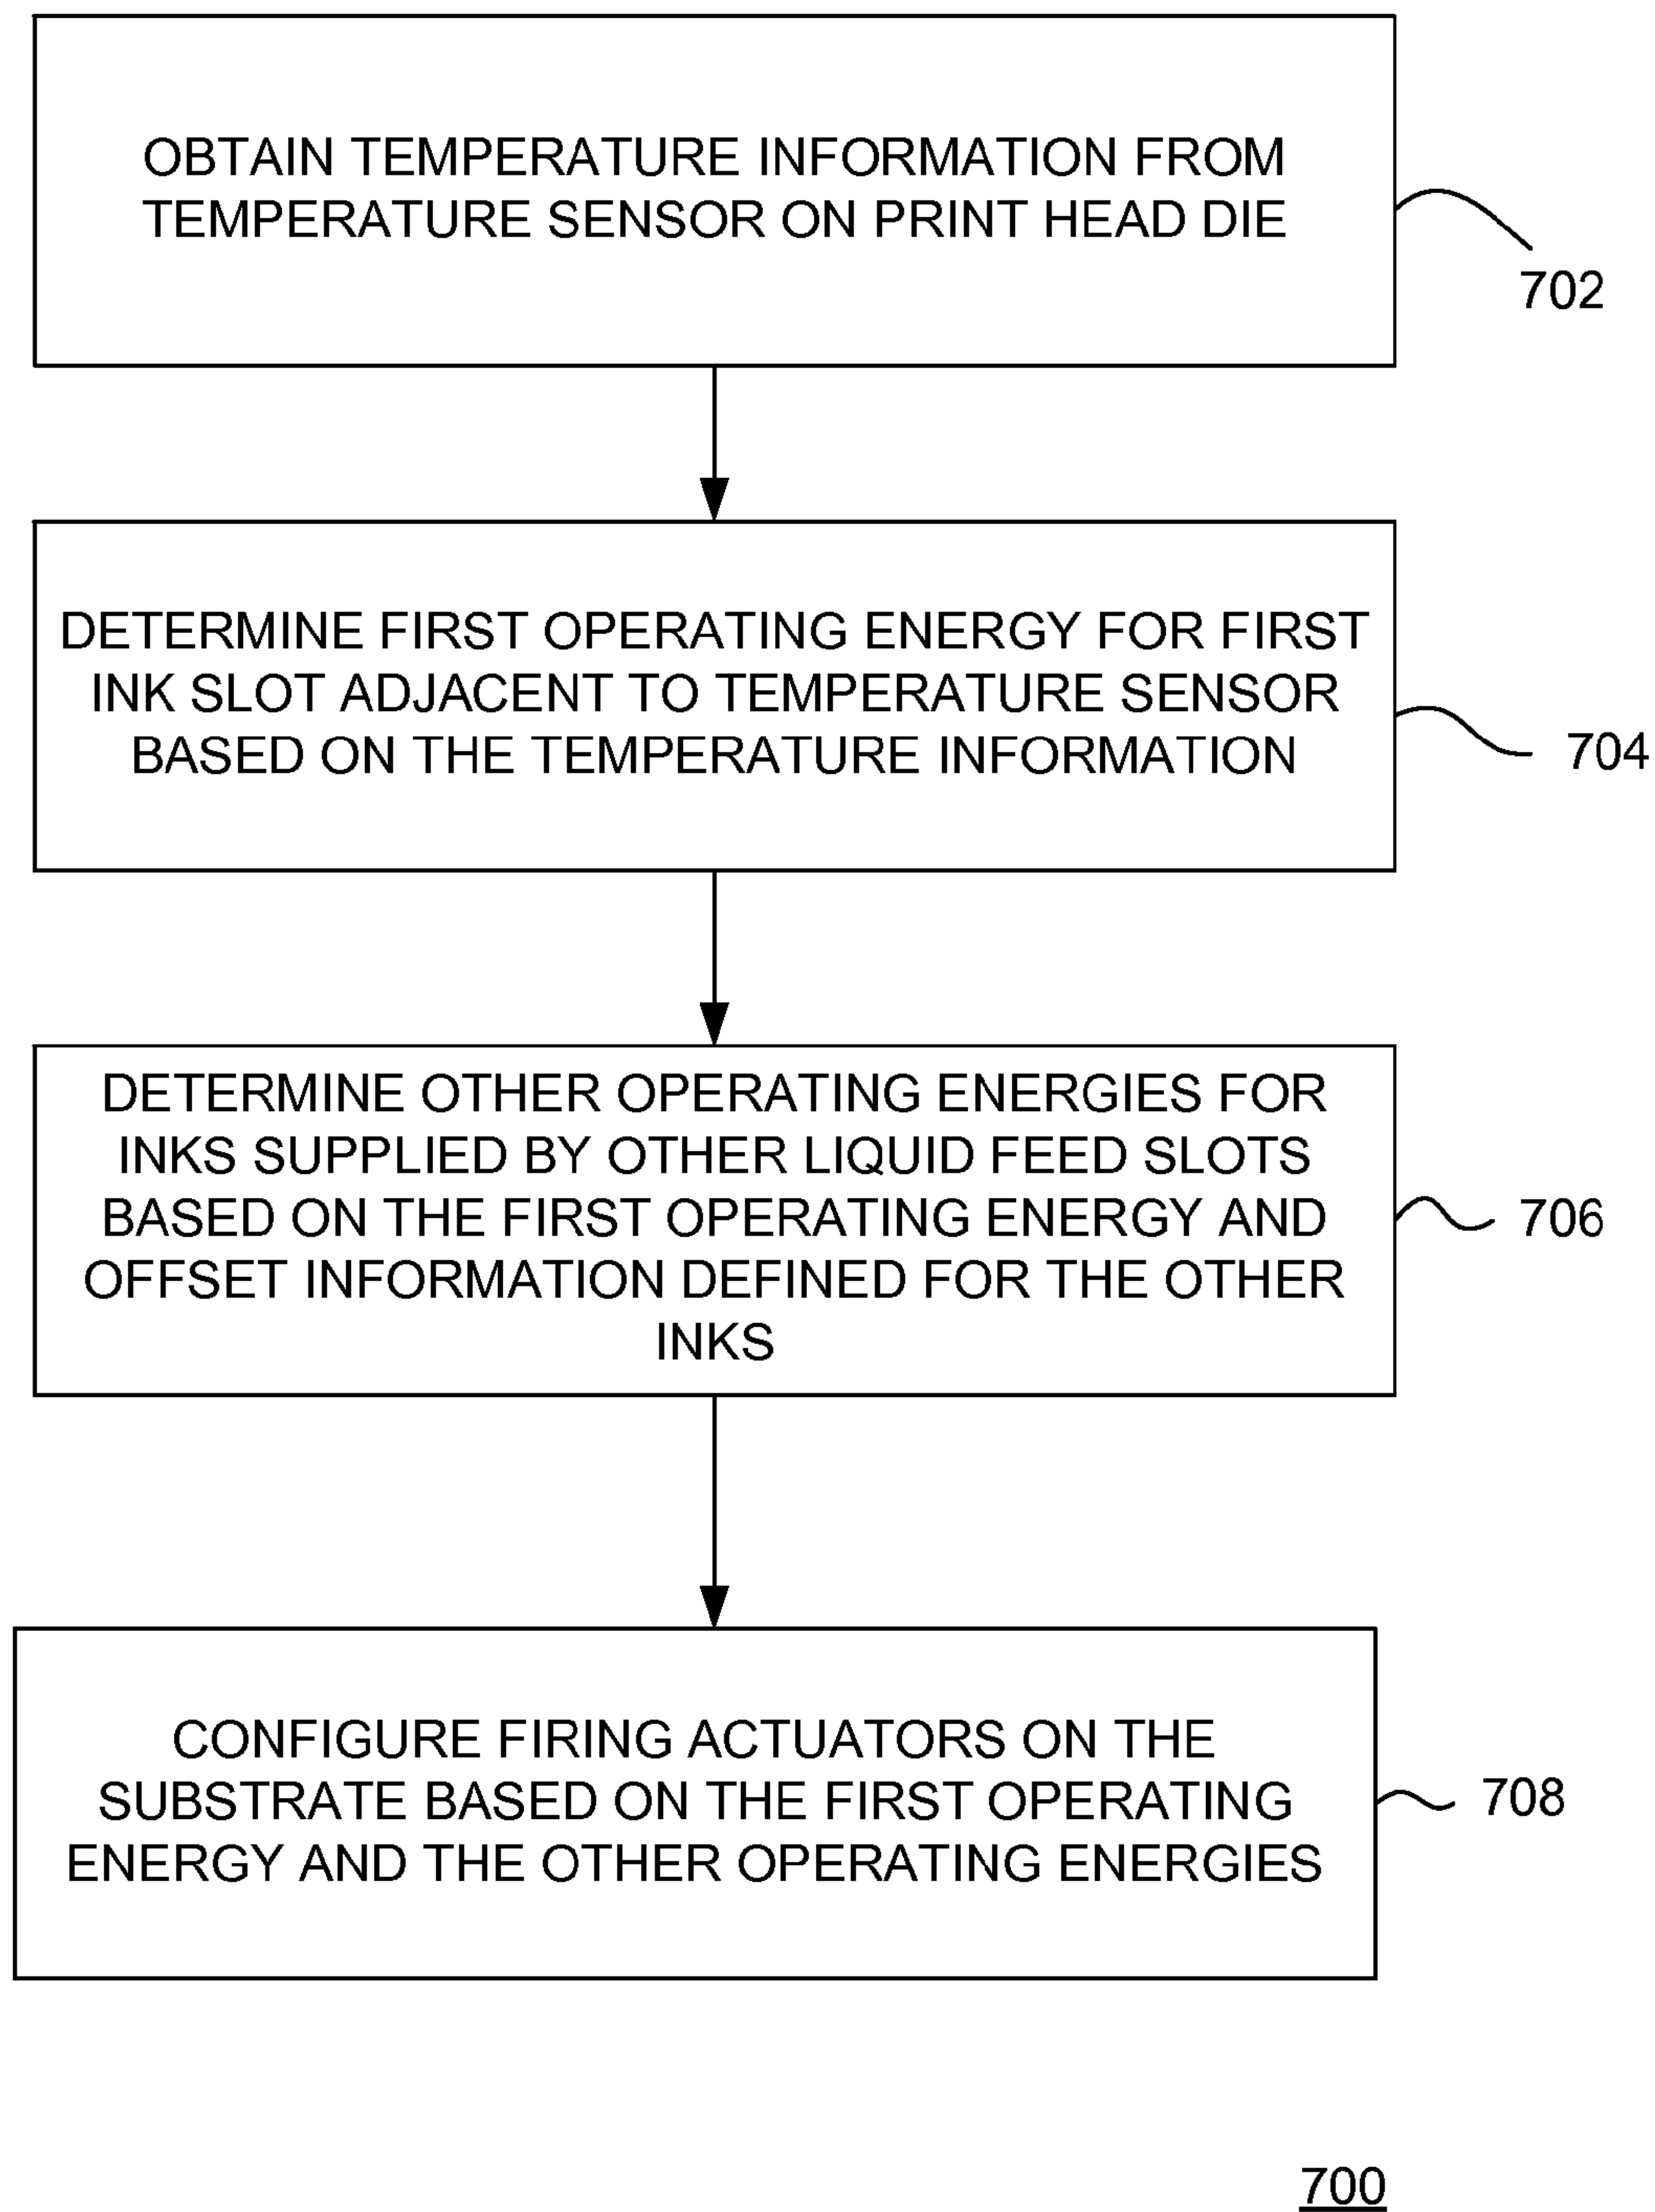 OBTAIN TEMPERATURE INFORMATION FROM
TEMPERATURE SENSOR ON PRINT HEAD DIE
702
DETERMINE FIRST OPERATING ENERGY FOR FIRST
INK SLOT ADJACENT TO TEMPERATURE SENSOR
BASED ON THE TEMPERATURE INFORMATION
704
DETERMINE OTHER OPERATING ENERGIES FOR
INKS SUPPLIED BY OTHER LIQUID FEED SLOTS
BASED ON THE FIRST OPERATING ENERGY AND
OFFSET INFORMATION DEFINED FOR THE OTHER
INKS
706
CONFIGURE FIRING ACTUATORS ON THE
SUBSTRATE BASED ON THE FIRST OPERATING
ENERGY AND THE OTHER OPERATING ENERGIES
708
700